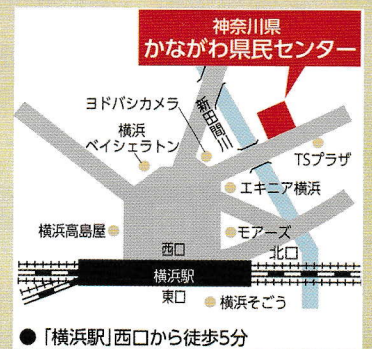 神奈川県
かながわ県民センター
ヨドバシカメラ
新田間川
横浜
ベイシェラトン
TSプラザ
エキニア横浜
横浜高島屋
モアーズ
西口
北口
横浜駅
東口
横浜そごう
● 「横浜駅」西口から徒歩5分